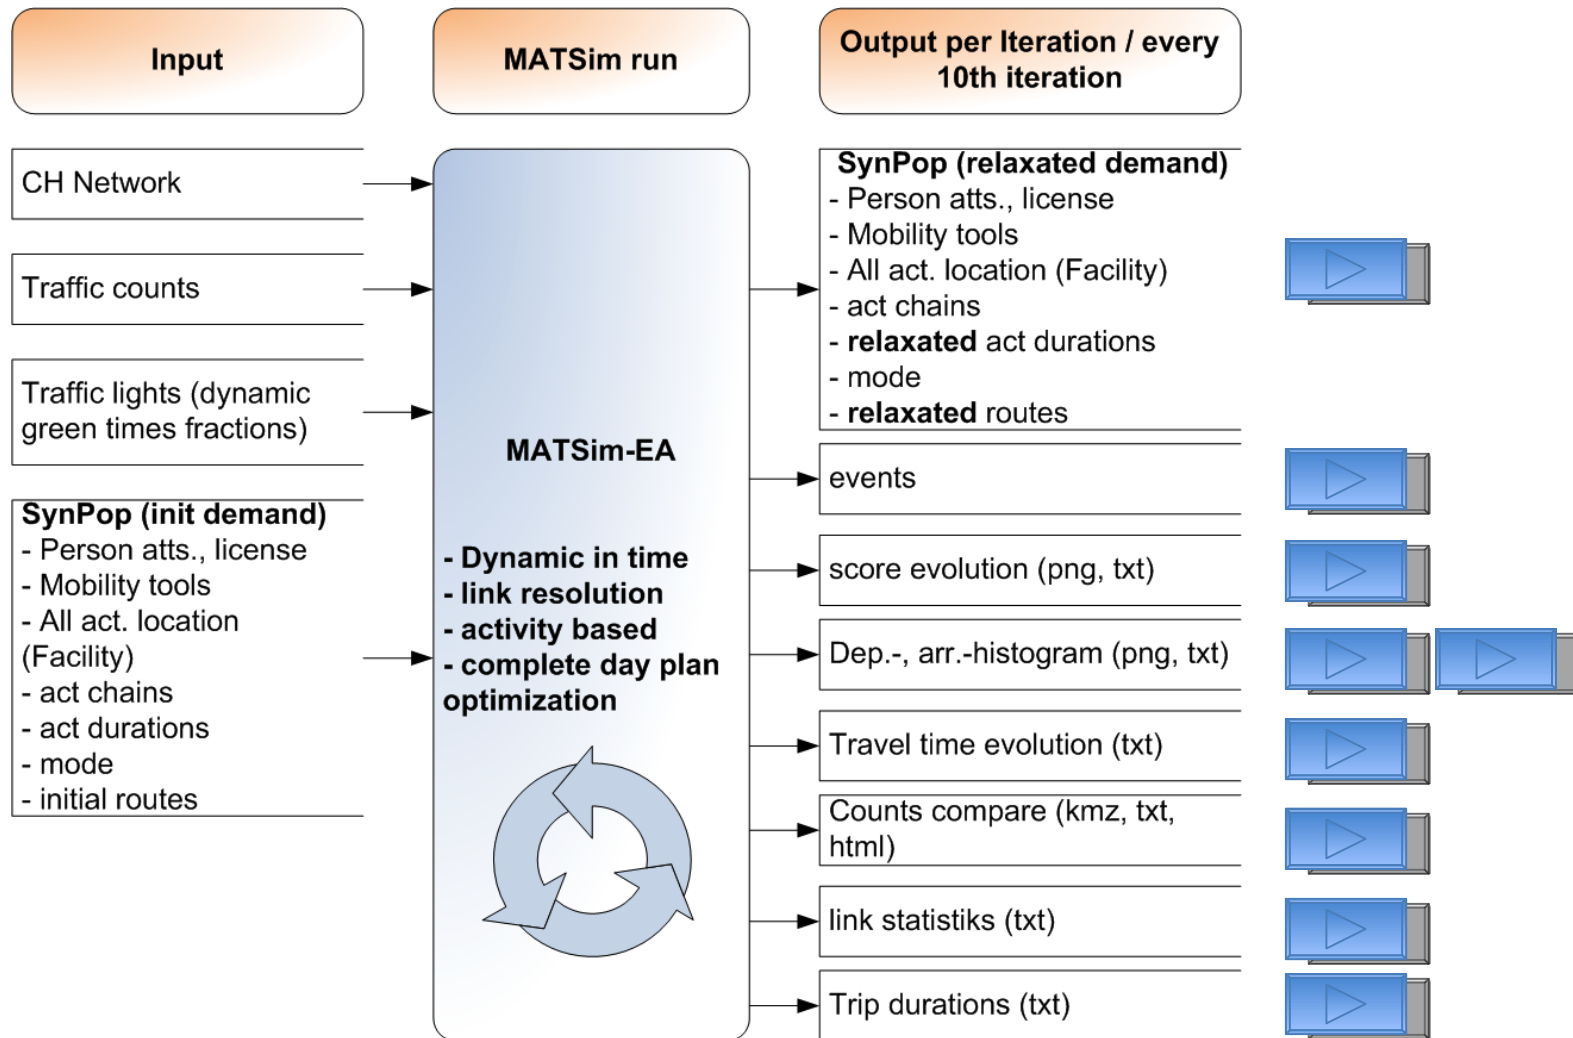 Input
MATSim run
Output per Iteration / every
10th iteration
CH Network
Traffic counts
Traffic lights (dynamic
green times fractions)
SynPop (init demand)
- Person atts., license
- Mobility tools
- All act. location
(Facility)
- act chains
- act durations
- mode
- initial routes
MATSim-EA
- Dynamic in time
- link resolution
- activity based
- complete day plan
optimization
SynPop (relaxated demand)
- Person atts., license
- Mobility tools
- All act. location (Facility)
- act chains
- relaxated act durations
- mode
- relaxated routes
events
score evolution (png, txt)
Dep.-, arr.-histogram (png, txt)
Travel time evolution (txt)
Counts compare (kmz, txt,
html)
link statistiks (txt)
Trip durations (txt)